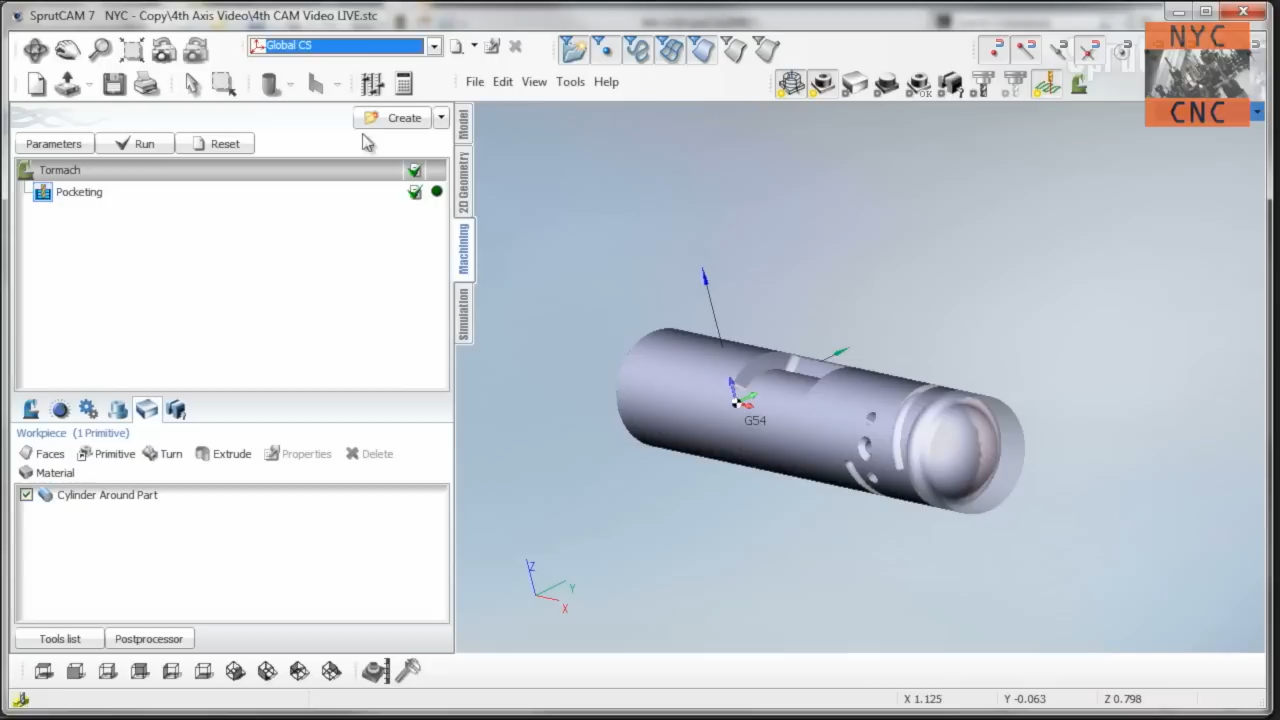 SprutCAM 7 NYC - Copy\4th Axis Video\4th CAM Video LIVE.stc
Global CS
File Edit View Tools Help
OK
NYC
CNC
Create
Parameters Run Reset
Tormach
Pocketing
Model
2D Geometry
Machining
Simulation
Workpiece (1 Primitive)
Faces Primitive Turn Extrude Properties Delete
Material
Cylinder Around Part
G54
Z
Y
X
Tools list Postprocessor
X 1.125 Y -0.063 Z 0.798